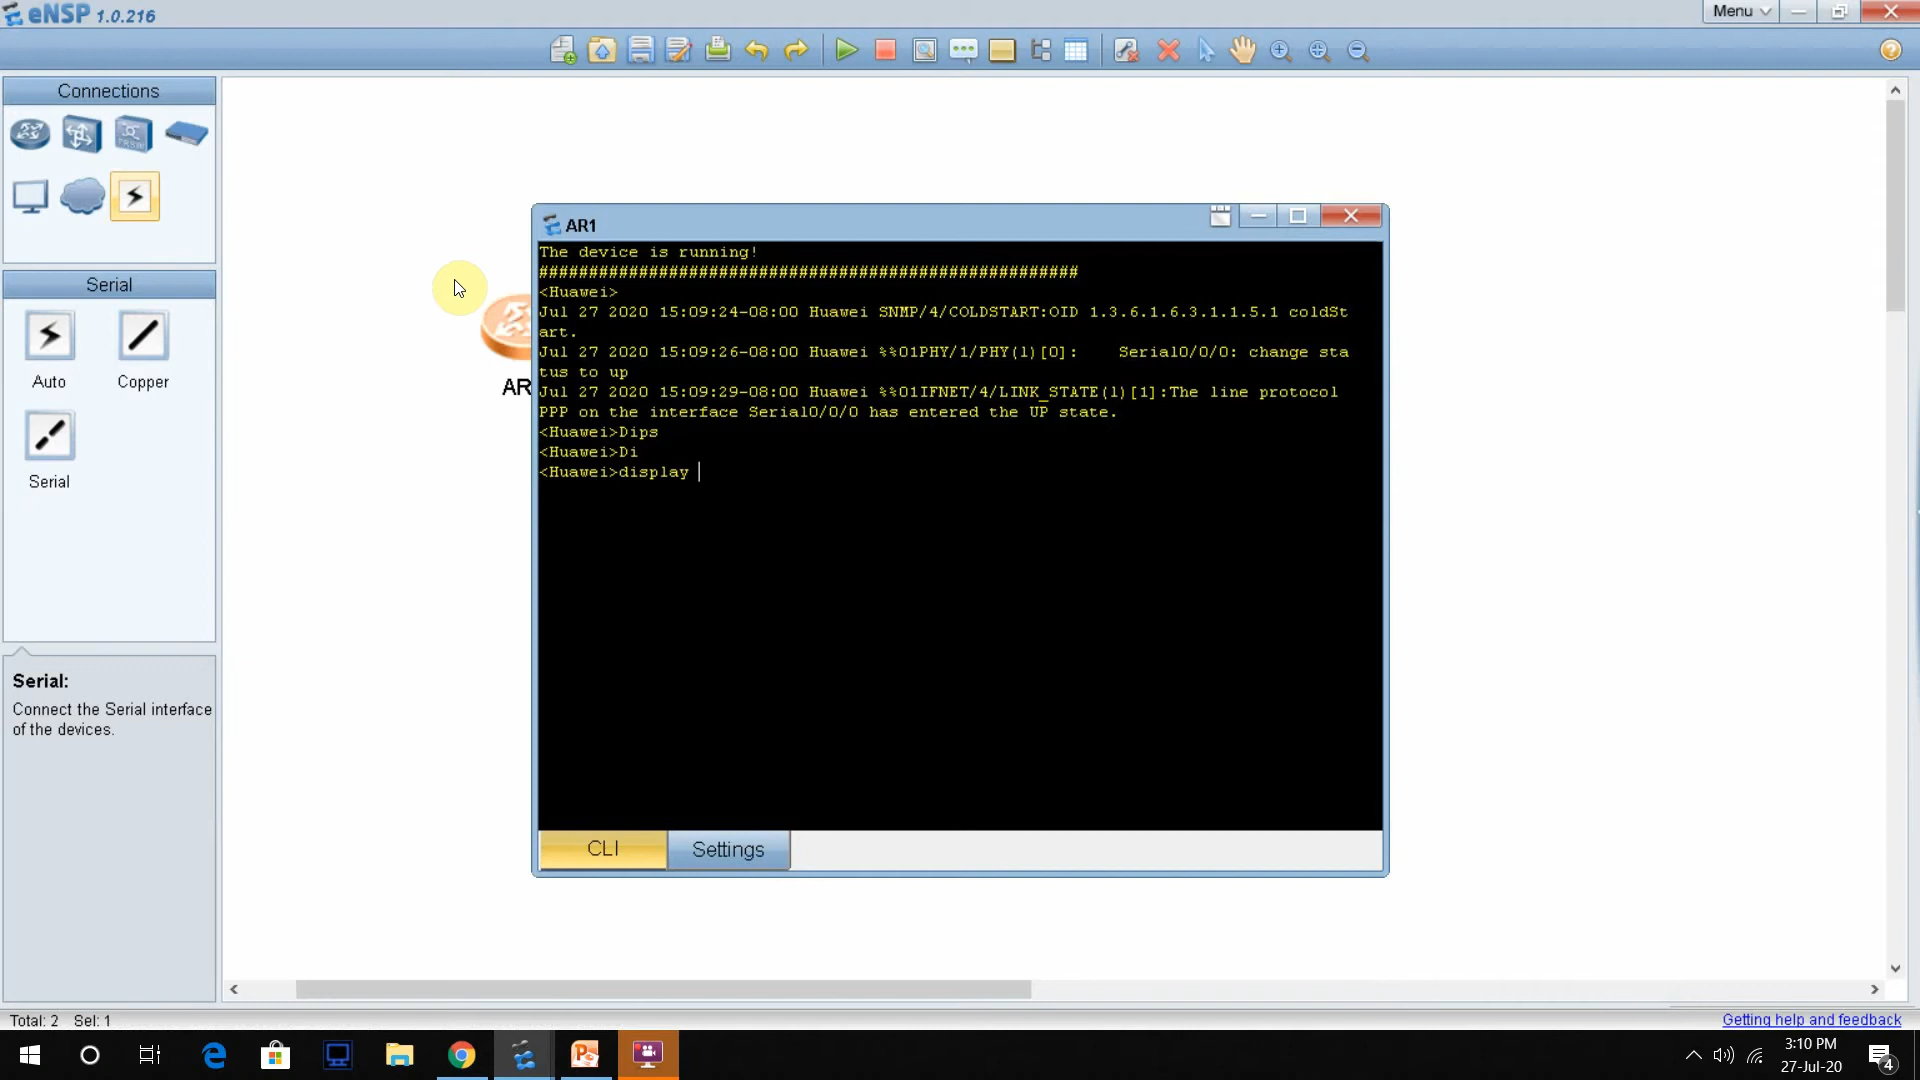 eNSP 1.0.216
Menu
Connections
Serial
Auto
Copper
Serial
Serial:
Connect the Serial interface
of the devices.
AR
AR1
The device is running!
######################################################
<Huawei>
Jul 27 2020 15:09:24-08:00 Huawei SNMP/4/COLDSTART:OID 1.3.6.1.6.3.1.1.5.1 coldSt
art.
Jul 27 2020 15:09:26-08:00 Huawei %%01PHY/1/PHY(l)[0]:    Serial0/0/0: change sta
tus to up
Jul 27 2020 15:09:29-08:00 Huawei %%01IFNET/4/LINK_STATE(l)[1]:The line protocol
PPP on the interface Serial0/0/0 has entered the UP state.
<Huawei>Dips
<Huawei>Di
<Huawei>display
CLI
Settings
Total: 2 Sel: 1
Getting help and feedback
3:10 PM
27-Jul-20
4